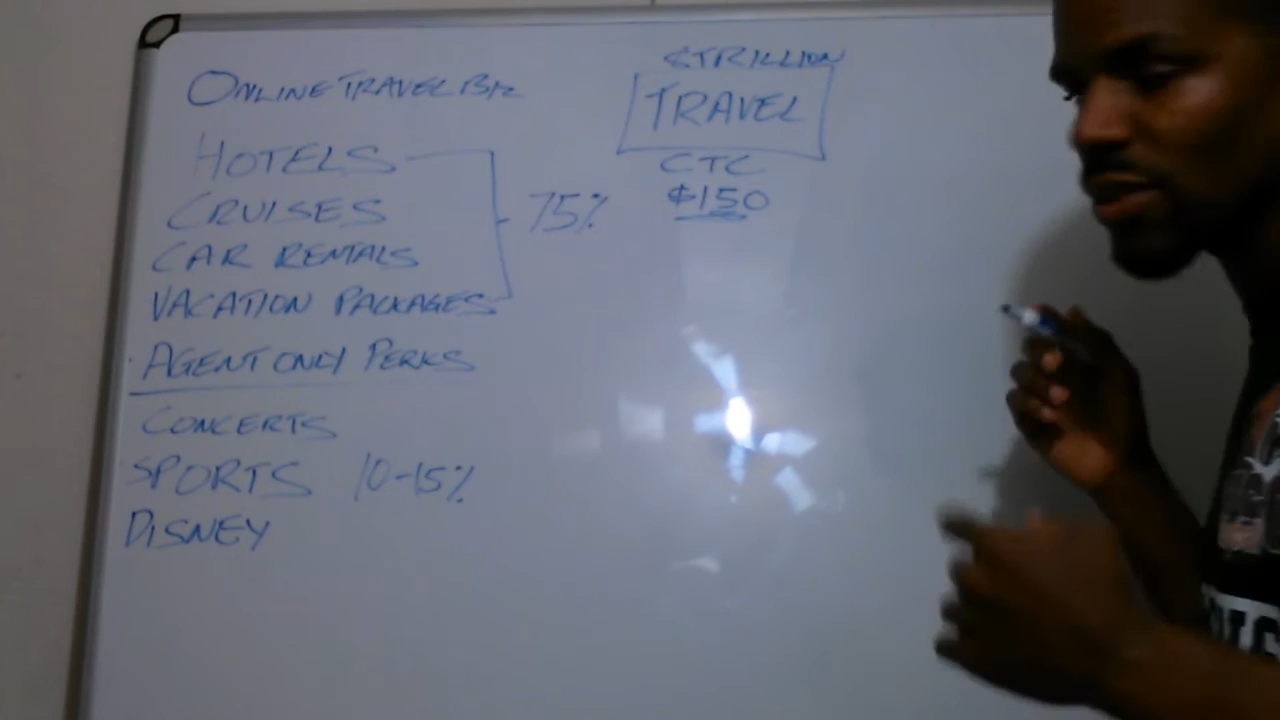 ONLINE TRAVEL BIZ
HOTELS
CRUISES
CAR RENTALS
VACATION PACKAGES
75%
AGENT ONLY PERKS
CONCERTS
SPORTS 10-15%
DISNEY
$TRILLION
TRAVEL
CTC
$150